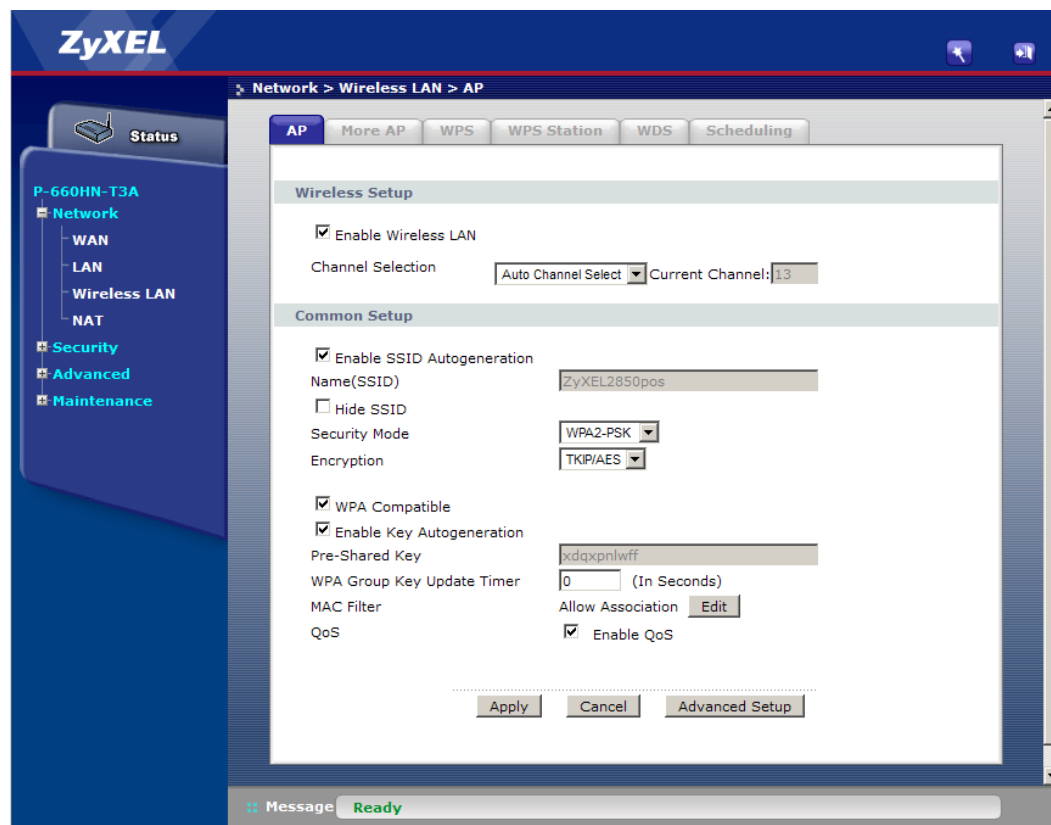 ZyXEL
Network > Wireless LAN > AP
Status
P-660HN-T3A
Network
WAN
LAN
Wireless LAN
NAT
Security
Advanced
Maintenance
AP More AP WPS WPS Station WDS Scheduling
Wireless Setup
Enable Wireless LAN
Channel Selection Auto Channel Select Current Channel: 13
Common Setup
Enable SSID Autogeneration
Name(SSID) ZyXEL2850pos
Hide SSID
Security Mode WPA2-PSK
Encryption TKIP/AES
WPA Compatible
Enable Key Autogeneration
Pre-Shared Key xdqxpnlwff
WPA Group Key Update Timer 0 (In Seconds)
MAC Filter Allow Association Edit
QoS Enable QoS
Apply Cancel Advanced Setup
Message Ready